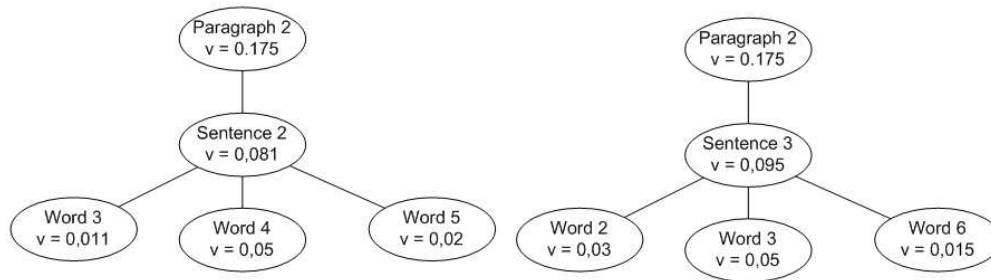 Paragraph 2
v = 0.175
Sentence 2
v = 0,081
Word 3
v = 0,011
Word 4
v = 0,05
Word 5
v = 0,02
Paragraph 2
v = 0.175
Sentence 3
v = 0,095
Word 2
v = 0,03
Word 3
v = 0,05
Word 6
v = 0,015